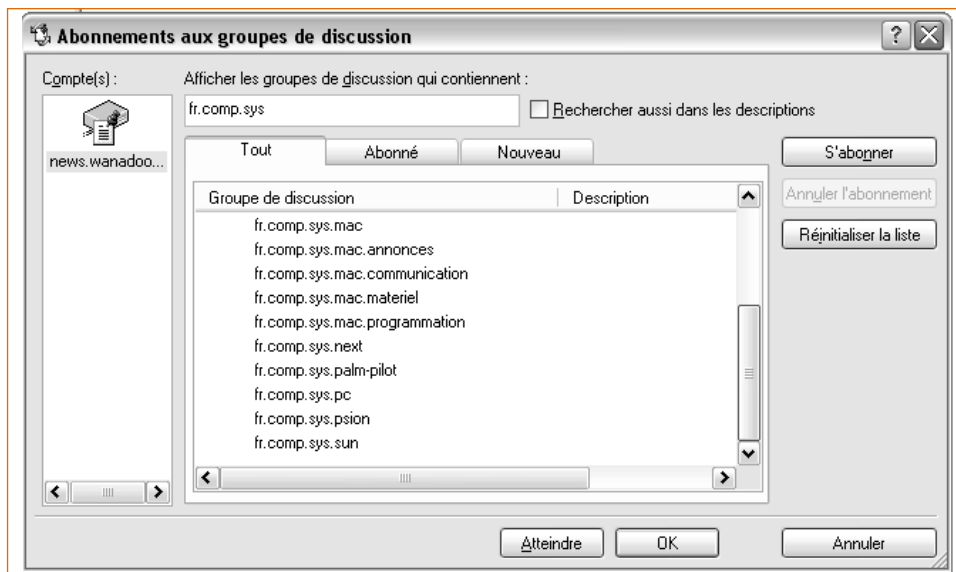 Abonnements aux groupes de discussion
Compte(s) :
Afficher les groupes de discussion qui contiennent :
fr.comp.sys
Rechercher aussi dans les descriptions
news.wanadoo...
Tout
Abonné
Nouveau
S'abonner
Annuler l'abonnement
Réinitialiser la liste
Groupe de discussion
Description
fr.comp.sys.mac
fr.comp.sys.mac.annonces
fr.comp.sys.mac.communication
fr.comp.sys.mac.materiel
fr.comp.sys.mac.programmation
fr.comp.sys.next
fr.comp.sys.palm-pilot
fr.comp.sys.pc
fr.comp.sys.psion
fr.comp.sys.sun
Atteindre
OK
Annuler